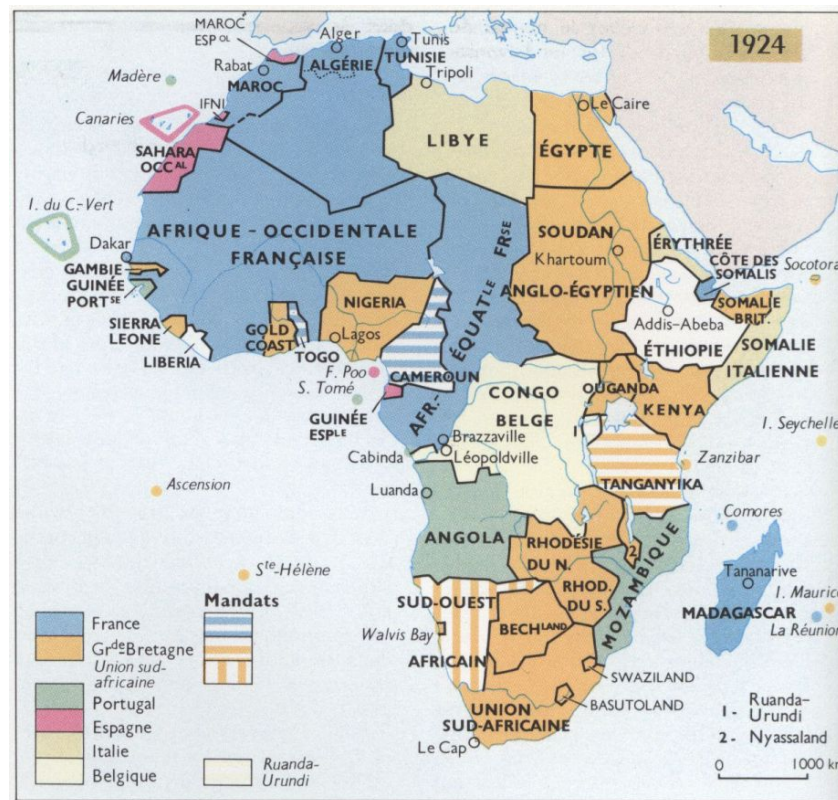 MAROC
ESP OL
Alger
Tunis
1924
Madère
Rabat
MAROC
ALGÉRIE
TUNISIE
Tripoli
Le Caire
Canaries
IFNI
SAHARA
OCC AL
LIBYE
ÉGYPTE
I. du C-Vert
Dakar
AFRIQUE – OCCIDENTALE
FRANÇAISE
AFR.- ÉQUAT LE FR SE
SOUDAN
Khartoum
ANGLO-ÉGYPTIEN
ÉRYTHRÉE
CÔTE DES
SOMALIS
Socotora
GAMBIE
GUINÉE
PORT SE
NIGERIA
SOMALIE
BRIT.
SIERRA
LEONE
GOLD
COAST
Lagos
Addis-Abeba
ÉTHIOPIE
SOMALIE
ITALIENNE
LIBERIA
TOGO
F. Poo
S. Tomé
CAMEROUN
CONGO
BELGE
OUGANDA
KENYA
GUINÉE
ESP LE
1
Brazzaville
Léopoldville
I. Seychelle
Cabinda
Zanzibar
TANGANYIKA
Ascension
Luanda
Comores
ANGOLA
RHODÉSIE
DU N.
2
MOZAMBIQUE
Ste-Hélène
RHOD.
DU S.
Tananarive
I. Maurice
MADAGASCAR
La Réunion
SUD-OUEST
AFRICAIN
Walvis Bay
BECH LAND
SWAZILAND
BASUTOLAND
UNION
SUD-AFRICAINE
Le Cap
Mandats
France
Gr de-Bretagne
Union sud-
africaine
Portugal
Espagne
Italie
Belgique
Ruanda-
Urundi
1 - Ruanda-
Urundi
2 - Nyassaland
0 1000 km